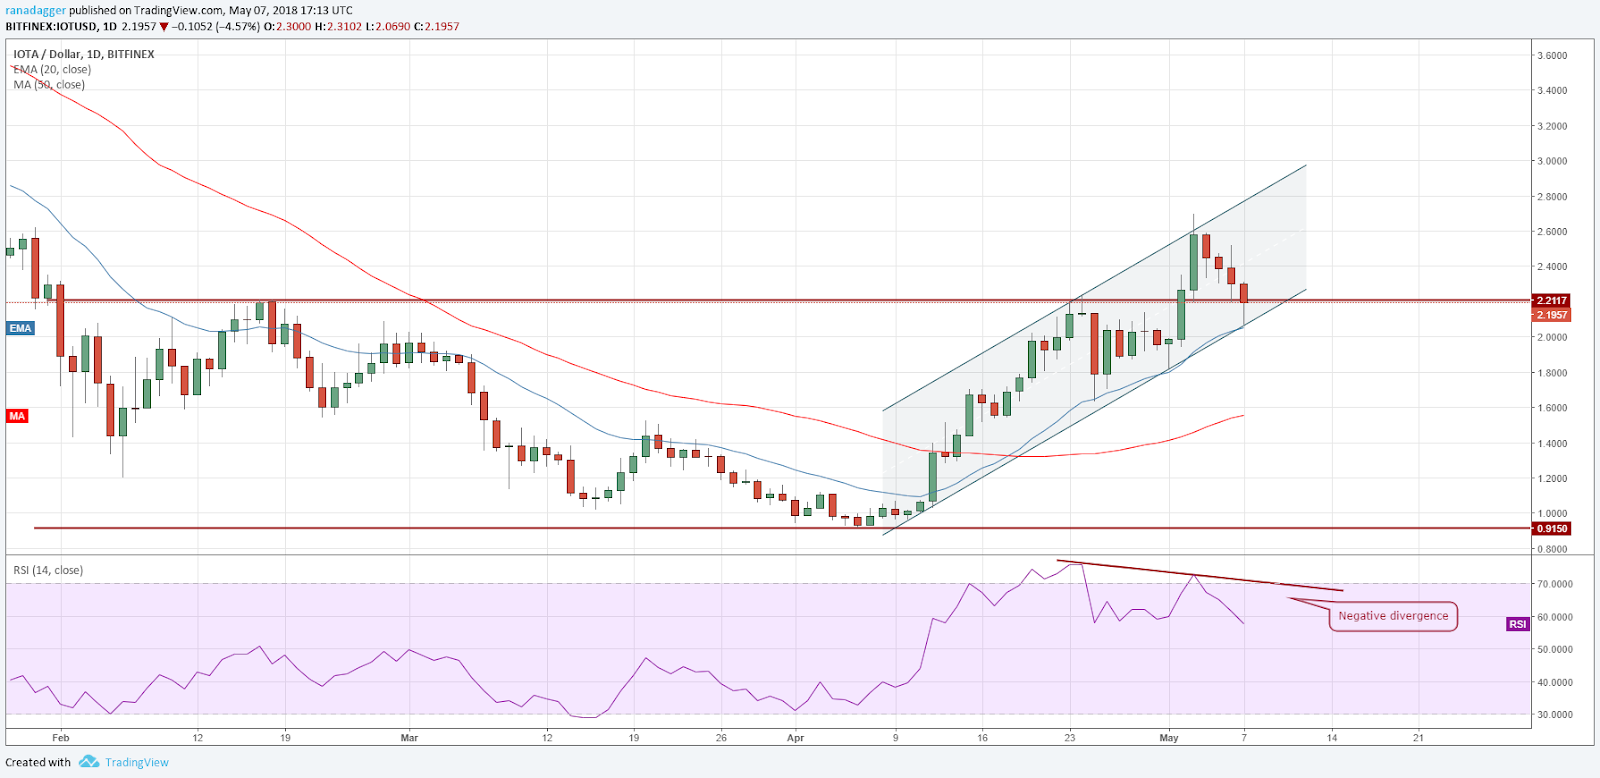 ranadagger published on TradingView.com, May 07, 2018 17:13 UTC
BITFINEX:IOTUSD, 1D 2.1957 ▼ −0.1052 (−4.57%) O:2.3000 H:2.3102 L:2.0690 C:2.1957
IOTA / Dollar, 1D, BITFINEX
EMA (20, close)
MA (50, close)
3.6000
3.4000
3.2000
3.0000
2.8000
2.6000
2.4000
2.2117
2.1957
EMA
2.0000
1.8000
1.6000
MA
1.4000
1.2000
1.0000
0.9150
0.8000
RSI (14, close)
70.0000
Negative divergence
60.0000
RSI
50.0000
40.0000
30.0000
Feb 12 19 Mar 12 19 26 Apr 9 16 23 May 7 14 21
Created with TradingView